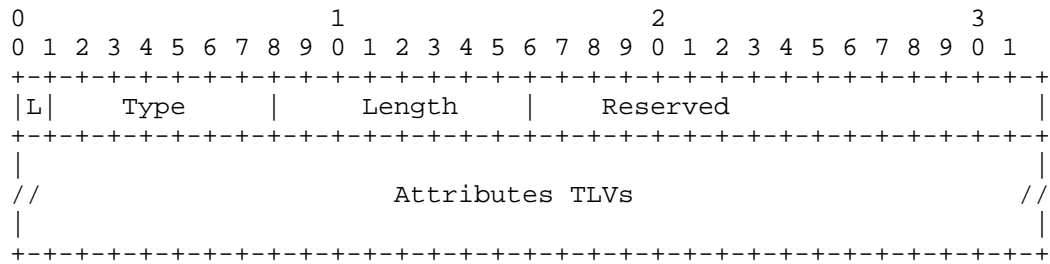 0                   1                   2                   3
0 1 2 3 4 5 6 7 8 9 0 1 2 3 4 5 6 7 8 9 0 1 2 3 4 5 6 7 8 9 0 1
+-+-+-+-+-+-+-+-+-+-+-+-+-+-+-+-+-+-+-+-+-+-+-+-+-+-+-+-+-+-+-+-+
|L|    Type       |     Length    |    Reserved                   |
+-+-+-+-+-+-+-+-+-+-+-+-+-+-+-+-+-+-+-+-+-+-+-+-+-+-+-+-+-+-+-+-+
|                                                               |
//                      Attributes TLVs                        //
|                                                               |
+-+-+-+-+-+-+-+-+-+-+-+-+-+-+-+-+-+-+-+-+-+-+-+-+-+-+-+-+-+-+-+-+